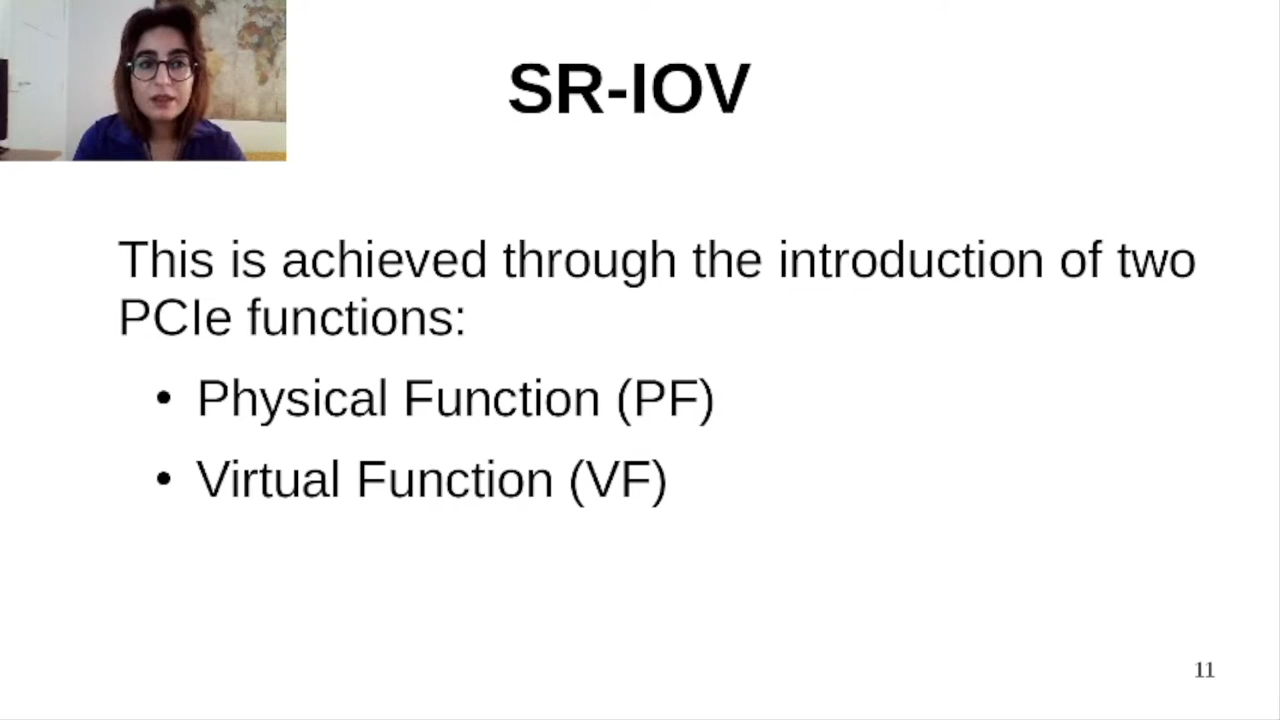 SR-IOV
This is achieved through the introduction of two
PCIe functions:
• Physical Function (PF)
• Virtual Function (VF)
11